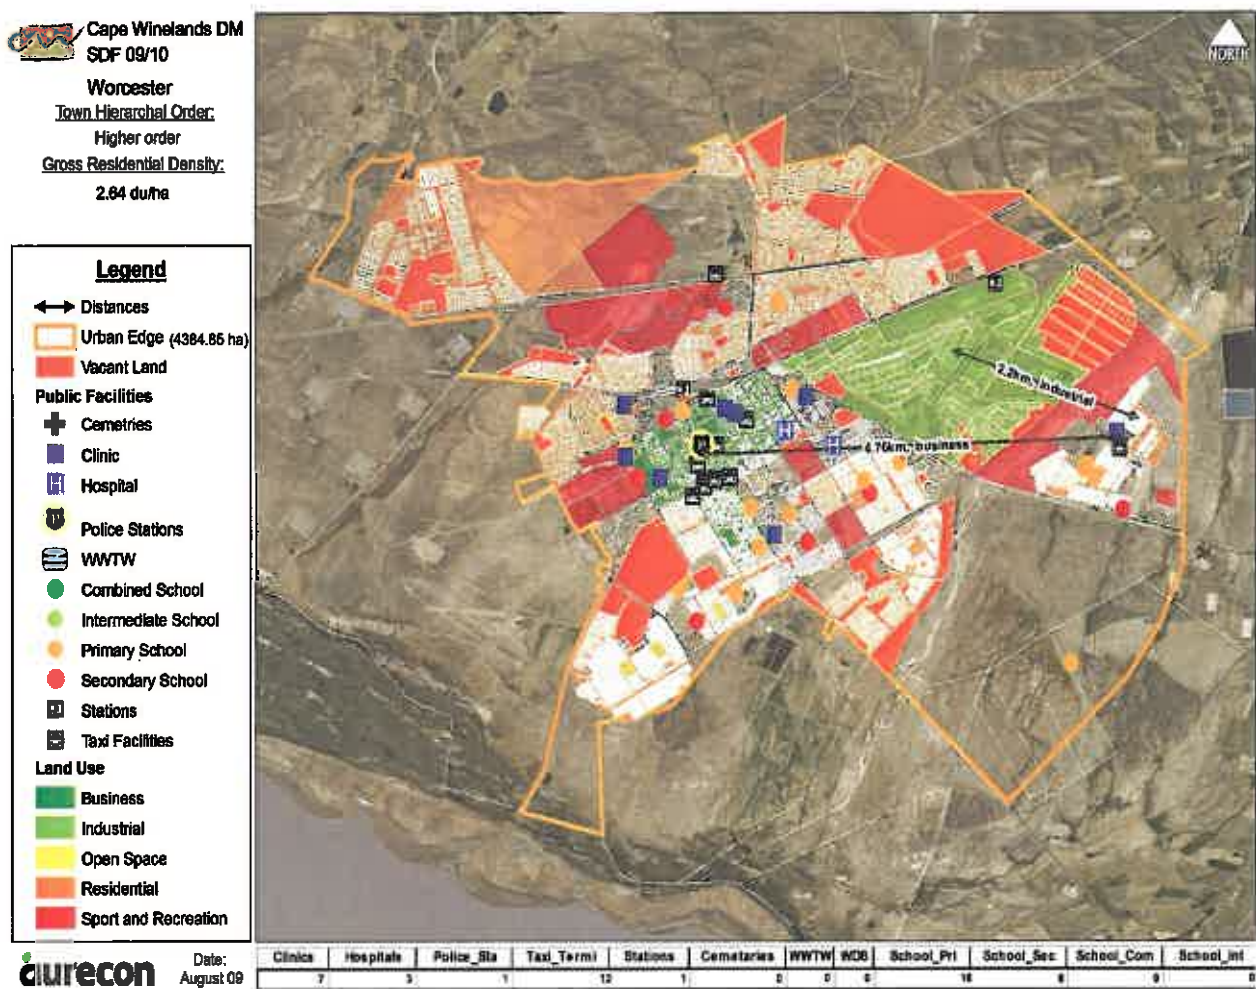 Cape Winelands DM
SDF 09/10
Worcester
Town Hierarchal Order:
Higher order
Gross Residential Density:
2.64 du/ha
NORTH
Legend
Distances
Urban Edge (4384.85 ha)
Vacant Land
Public Facilities
Cemetries
Clinic
Hospital
Police Stations
WWTW
Combined School
Intermediate School
Primary School
Secondary School
Stations
Taxi Facilities
Land Use
Business
Industrial
Open Space
Residential
Sport and Recreation
2.2km; industrial
4.76km; business
aurecon
Date:
August 09
Clinics Hospitals Police_Sta Taxi_Termi Stations Cemetaries WWTW WDS School_Pri School_Sec School_Com School_Int
7 3 1 12 1 0 0